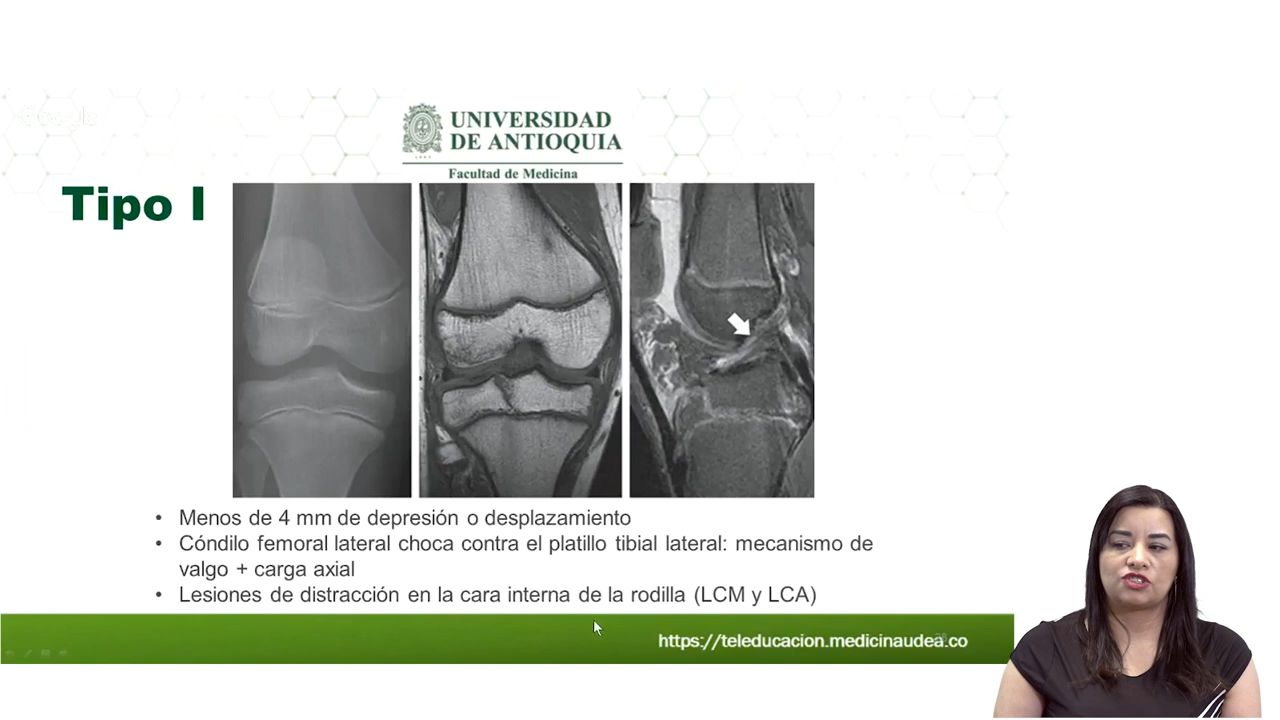 UNIVERSIDAD
DE ANTIOQUIA
1803
Facultad de Medicina
Tipo I
• Menos de 4 mm de depresión o desplazamiento
• Cóndilo femoral lateral choca contra el platillo tibial lateral: mecanismo de
valgo + carga axial
• Lesiones de distracción en la cara interna de la rodilla (LCM y LCA)
https://teleducacion.medicinaudea.co